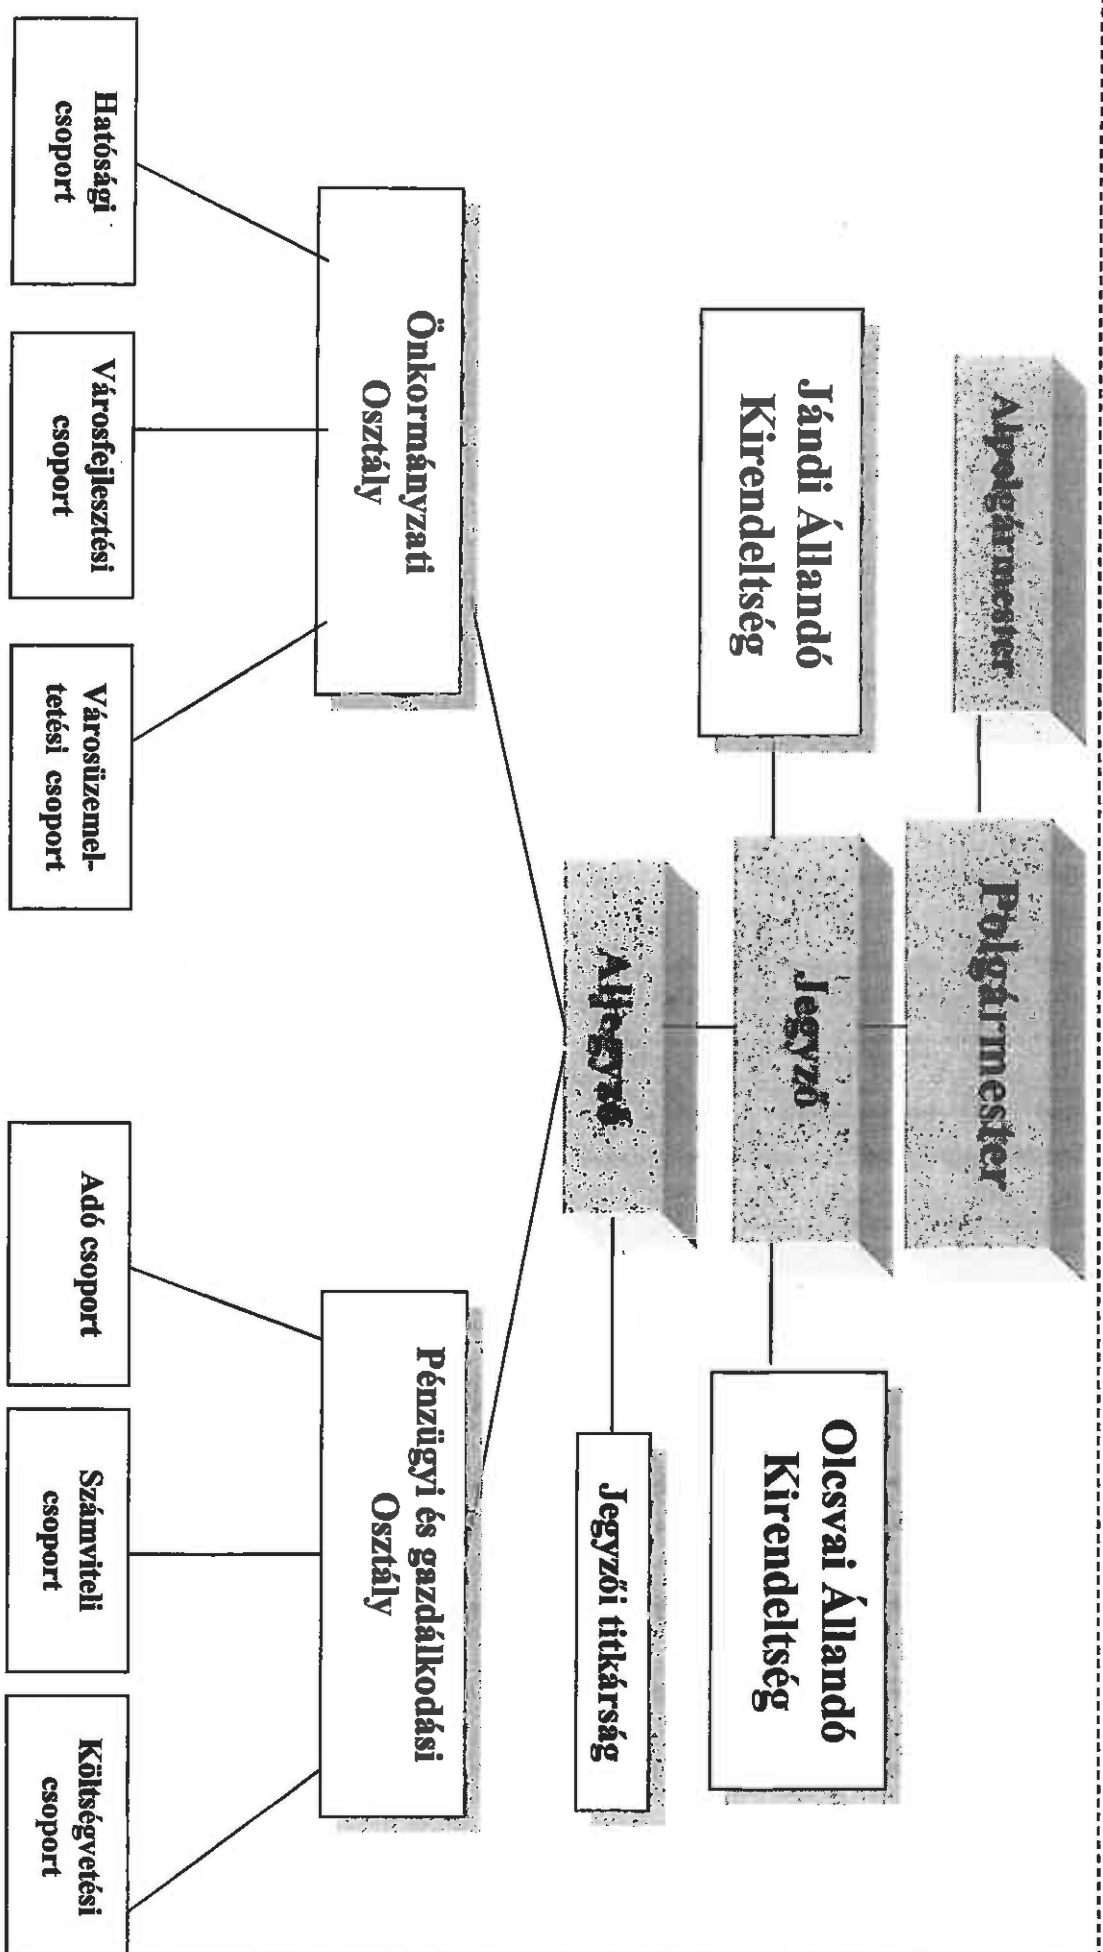 Alpolgármester
Polgármester
Jándi Állandó
Kirendeltség
Jegyző
Olcsvai Állandó
Kirendeltség
Aljegyző
Jegyzői titkárság
Önkormányzati
Osztály
Pénzügyi és gazdálkodási
Osztály
Hatósági
csoport
Városfejlesztési
csoport
Városüzemel-
tetési csoport
Adó csoport
Számviteli
csoport
Költségvetési
csoport